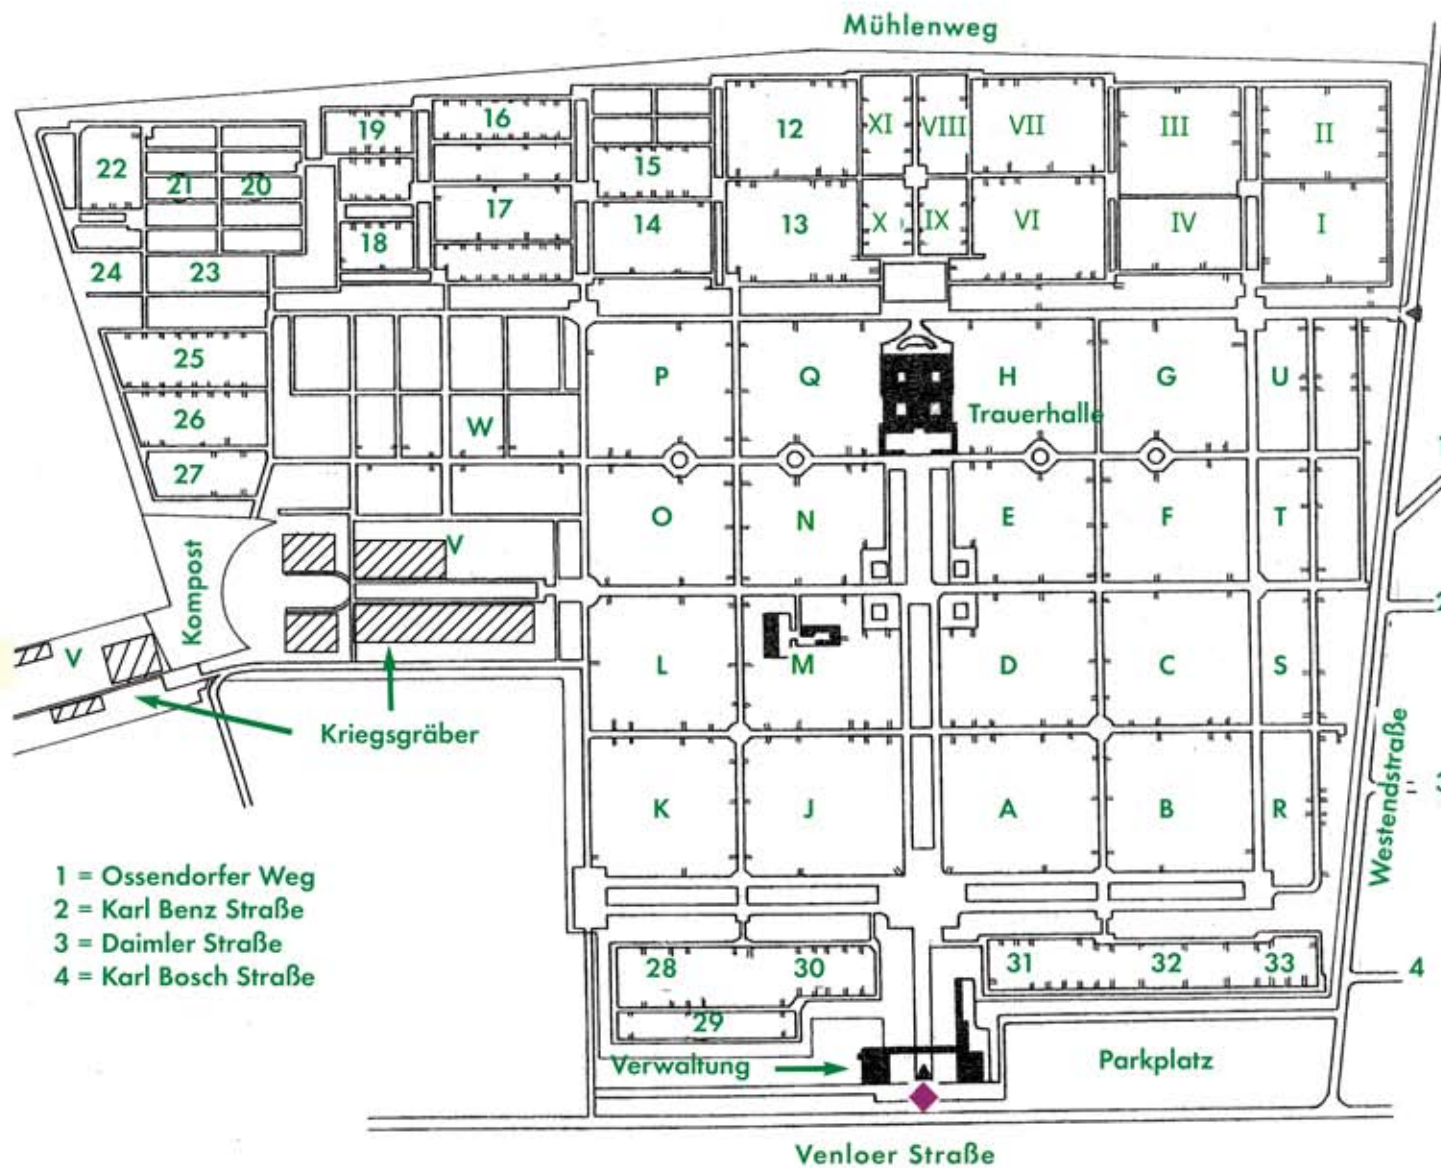 Mühlenweg
19
16
12
XI
VIII
VII
III
II
22
21
20
15
18
17
14
13
X
IX
VI
IV
I
24
23
25
P
Q
H
G
U
Trauerhalle
26
W
27
1
O
N
E
F
T
V
Kompost
2
V
L
M
D
C
S
Kriegsgräber
Westendstraße
K
J
A
B
R
1 = Ossendorfer Weg
2 = Karl Benz Straße
3 = Daimler Straße
4 = Karl Bosch Straße
28
30
31
32
33
4
29
Verwaltung
Parkplatz
Venloer Straße